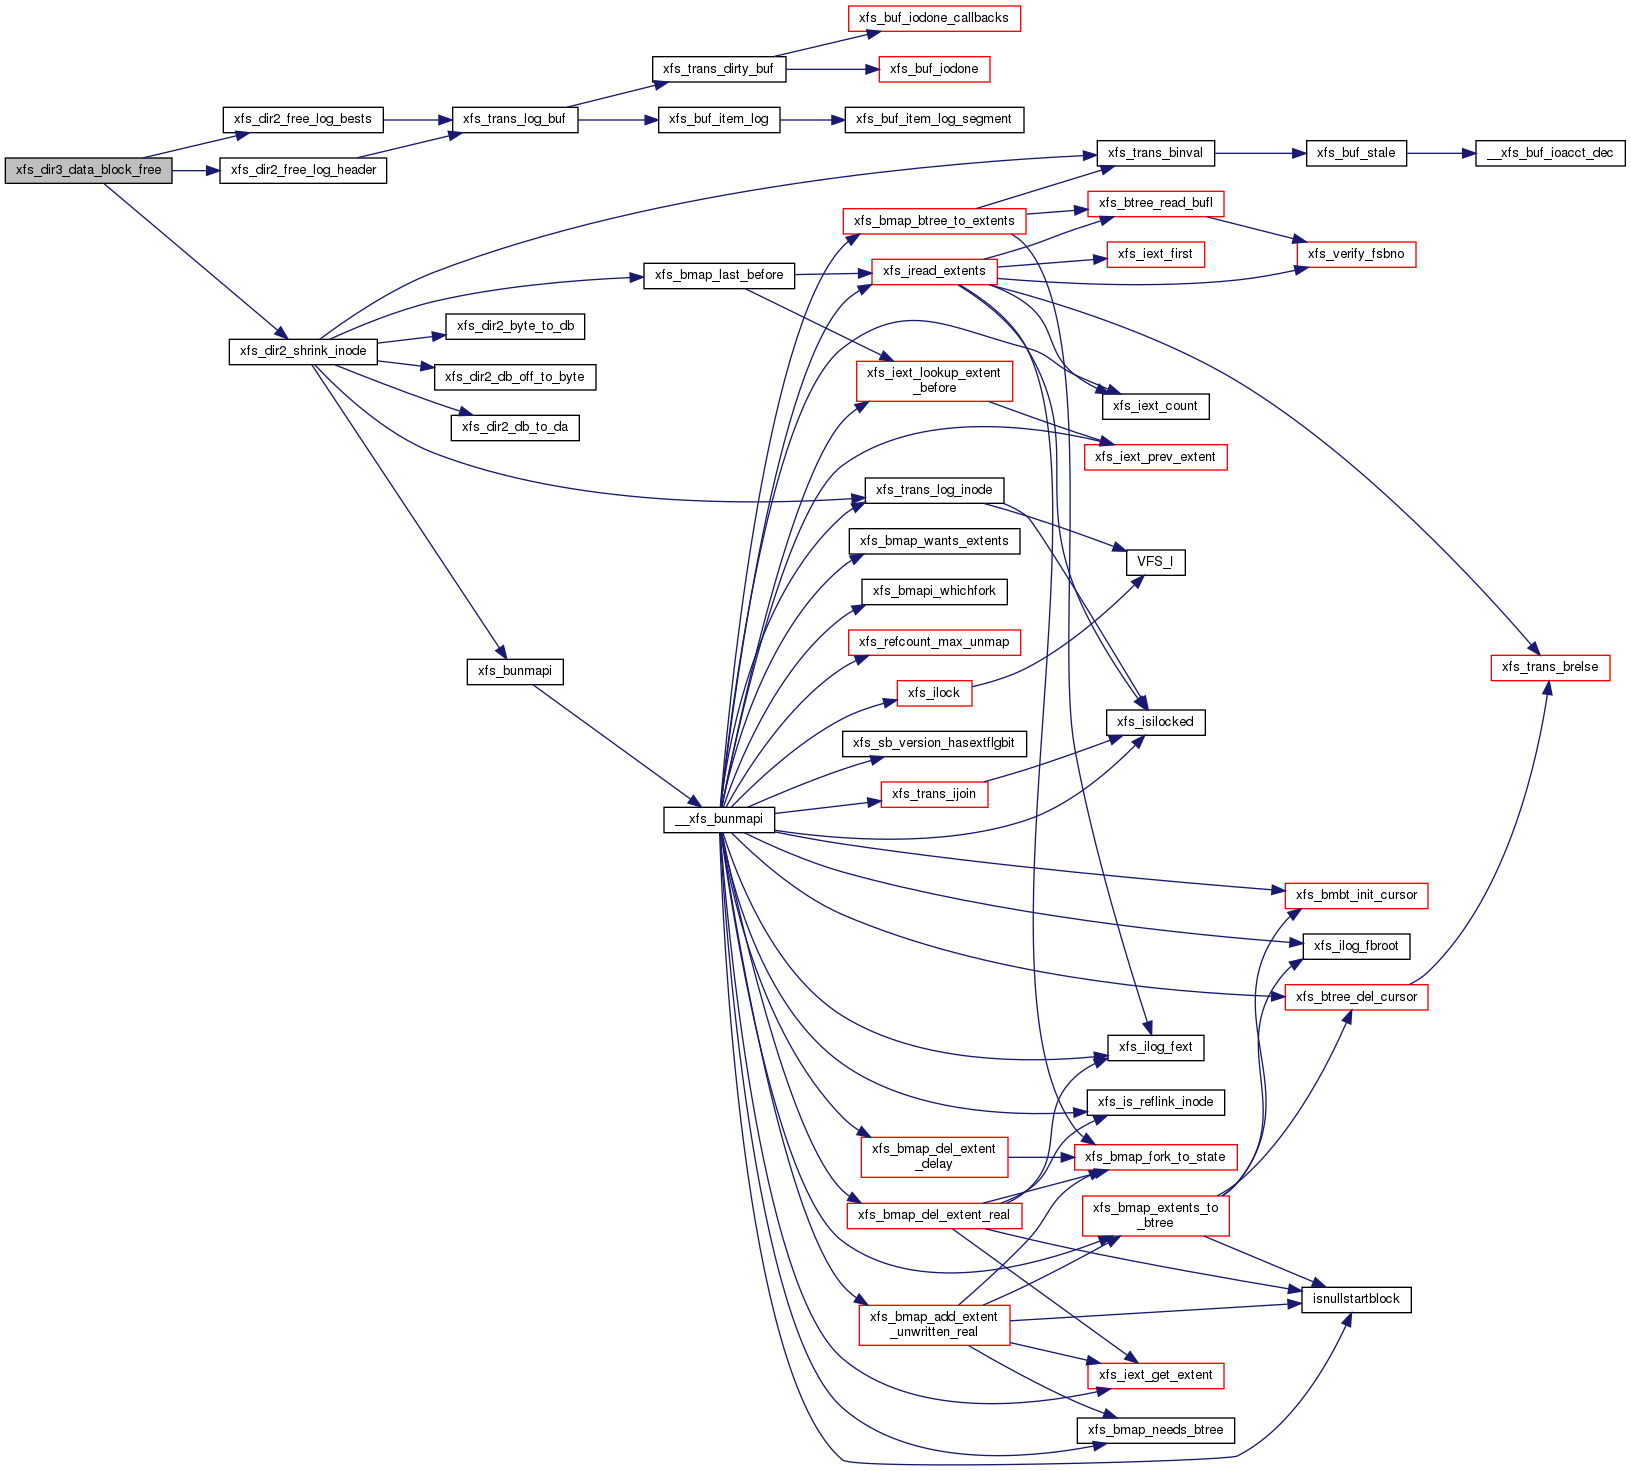 xfs_buf_iodone_callbacks
xfs_trans_dirty_buf
xfs_buf_iodone
xfs_dir2_free_log_bests
xfs_trans_log_buf
xfs_buf_item_log
xfs_buf_item_log_segment
xfs_trans_binval
xfs_buf_stale
__xfs_buf_ioacct_dec
xfs_dir3_data_block_free
xfs_dir2_free_log_header
xfs_btree_read_bufl
xfs_bmap_btree_to_extents
xfs_iext_first
xfs_verify_fsbno
xfs_bmap_last_before
xfs_iread_extents
xfs_dir2_byte_to_db
xfs_dir2_shrink_inode
xfs_dir2_db_off_to_byte
xfs_iext_lookup_extent
_before
xfs_iext_count
xfs_dir2_db_to_da
xfs_iext_prev_extent
xfs_trans_log_inode
xfs_bmap_wants_extents
VFS_I
xfs_bmapi_whichfork
xfs_refcount_max_unmap
xfs_bunmapi
xfs_trans_brelse
xfs_ilock
xfs_isilocked
xfs_sb_version_hasextflgbit
xfs_trans_ijoin
__xfs_bunmapi
xfs_bmbt_init_cursor
xfs_ilog_fbroot
xfs_btree_del_cursor
xfs_ilog_fext
xfs_is_reflink_inode
xfs_bmap_del_extent
_delay
xfs_bmap_fork_to_state
xfs_bmap_del_extent_real
xfs_bmap_extents_to
_btree
isnullstartblock
xfs_bmap_add_extent
_unwritten_real
xfs_iext_get_extent
xfs_bmap_needs_btree